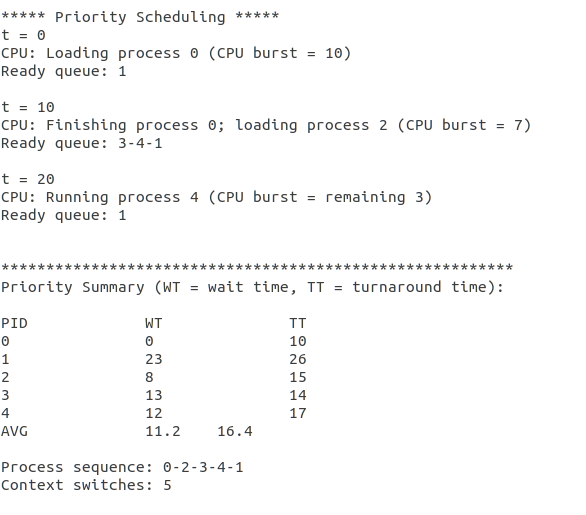 ***** Priority Scheduling *****
t = 0
CPU: Loading process 0 (CPU burst = 10)
Ready queue: 1
t = 10
CPU: Finishing process 0; loading process 2 (CPU burst = 7)
Ready queue: 3-4-1
t = 20
CPU: Running process 4 (CPU burst = remaining 3)
Ready queue: 1
*********************************************************
Priority Summary (WT = wait time, TT = turnaround time):
PID WT TT
0 0 10
1 23 26
2 8 15
3 13 14
4 12 17
AVG 11.2 16.4
Process sequence: 0-2-3-4-1
Context switches: 5